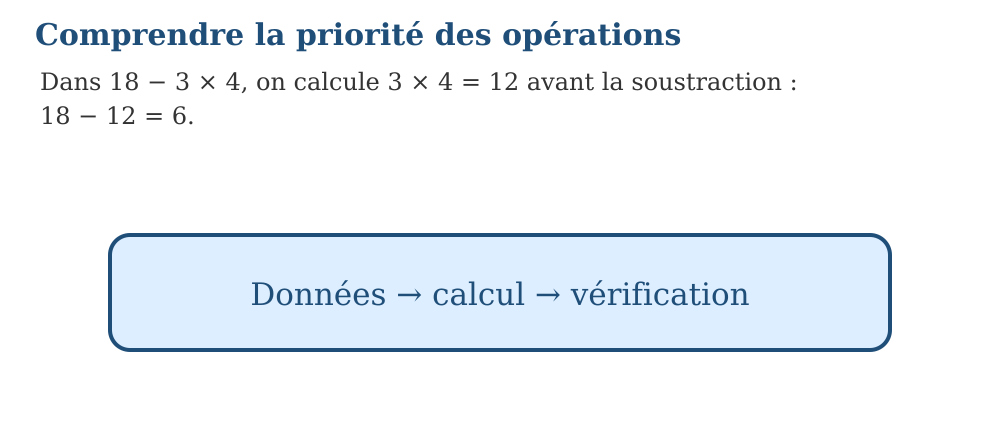 Comprendre la priorité des opérations
Dans 18 − 3 × 4, on calcule 3 × 4 = 12 avant la soustraction :
18 − 12 = 6.
Données → calcul → vérification